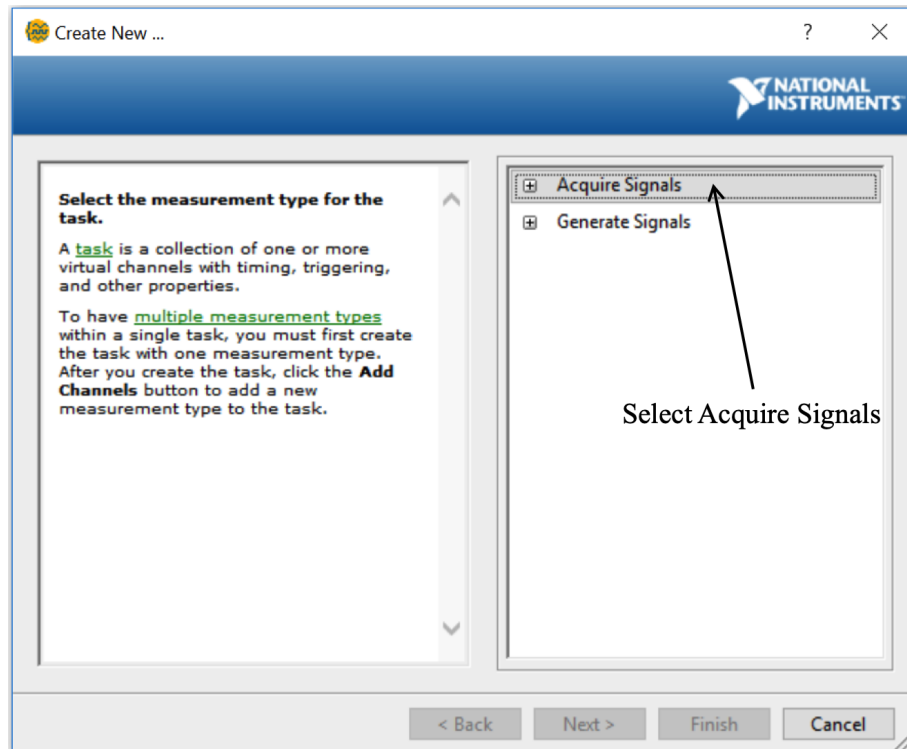 Create New ...
NATIONAL
INSTRUMENTS
Select the measurement type for the
task.
A task is a collection of one or more
virtual channels with timing, triggering,
and other properties.
To have multiple measurement types
within a single task, you must first create
the task with one measurement type.
After you create the task, click the Add
Channels button to add a new
measurement type to the task.
Acquire Signals
Generate Signals
Select Acquire Signals
< Back
Next >
Finish
Cancel